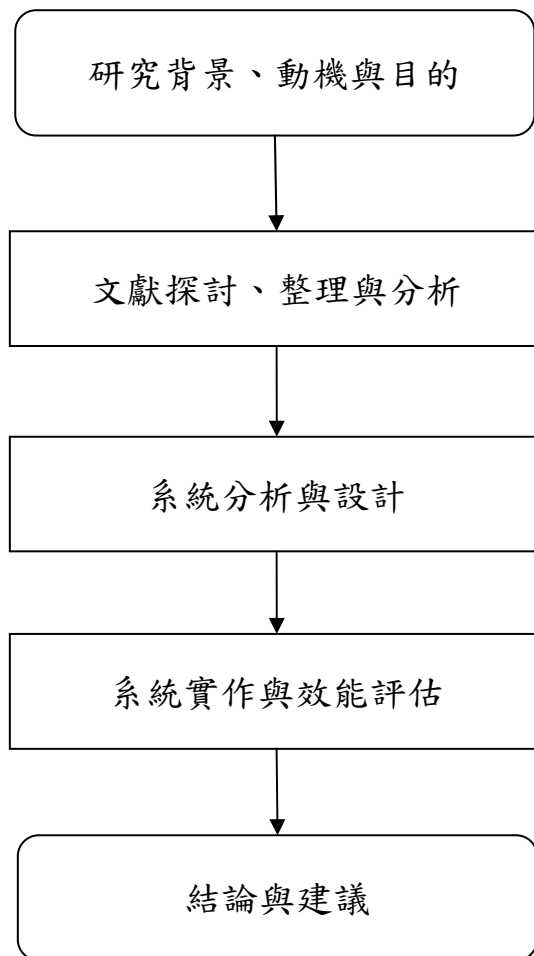 研究背景、動機與目的
文獻探討、整理與分析
系統分析與設計
系統實作與效能評估
結論與建議